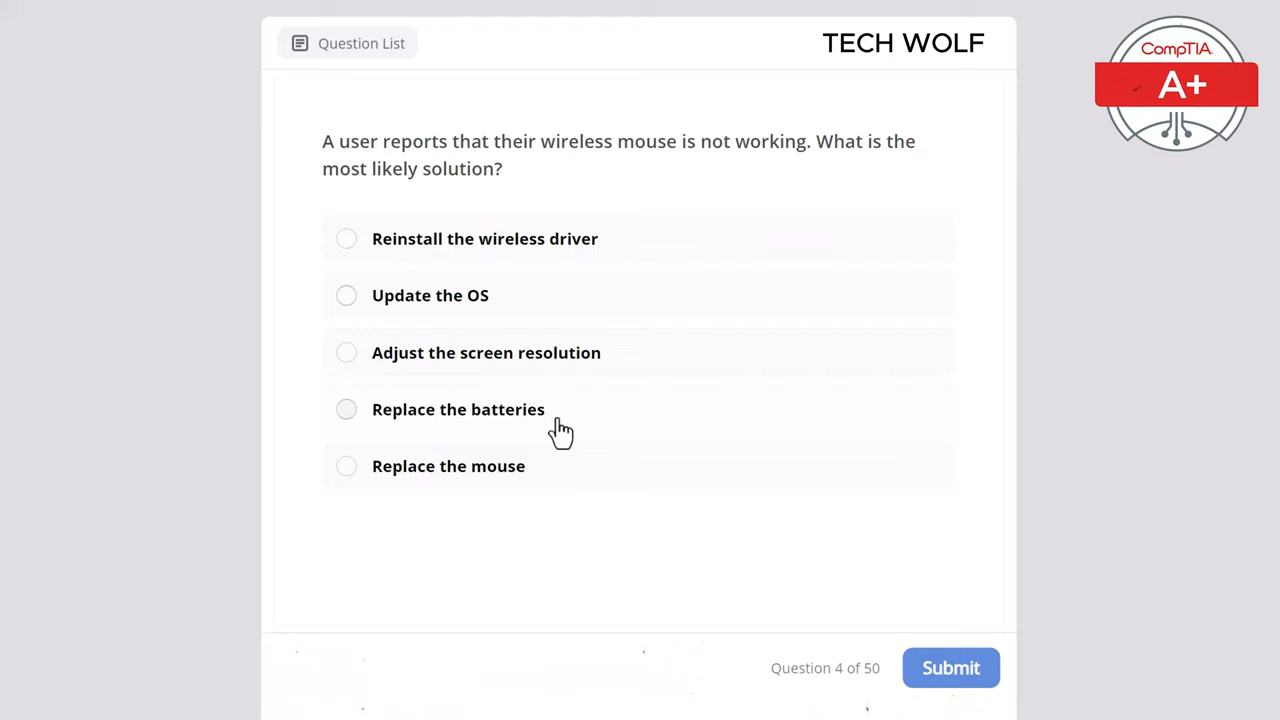 Question List
TECH WOLF
CompTIA
A+
A user reports that their wireless mouse is not working. What is the
most likely solution?
Reinstall the wireless driver
Update the OS
Adjust the screen resolution
Replace the batteries
Replace the mouse
Question 4 of 50
Submit